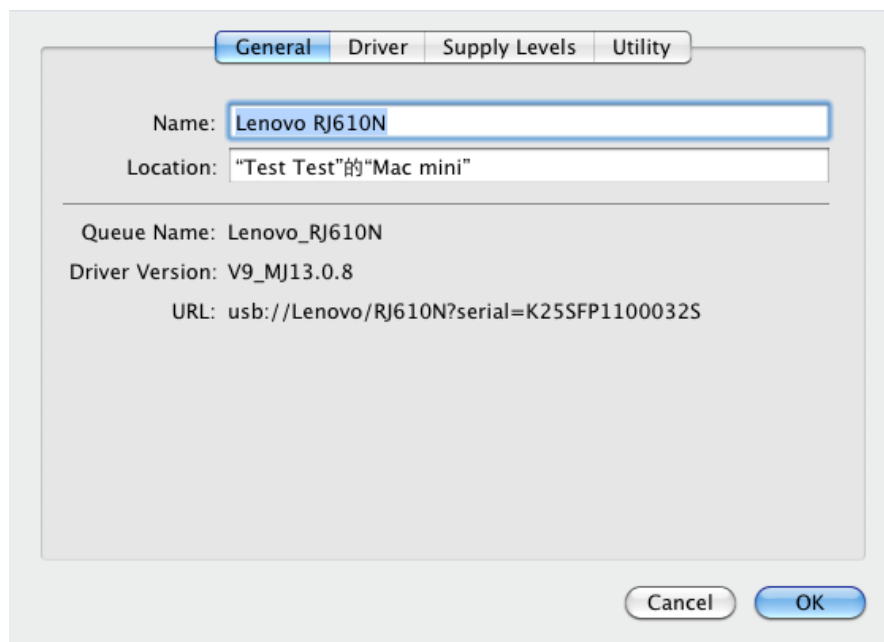 General Driver Supply Levels Utility
Name: Lenovo RJ610N
Location: “Test Test”的“Mac mini”
Queue Name: Lenovo_RJ610N
Driver Version: V9_MJ13.0.8
URL: usb://Lenovo/RJ610N?serial=K25SFP1100032S
Cancel OK